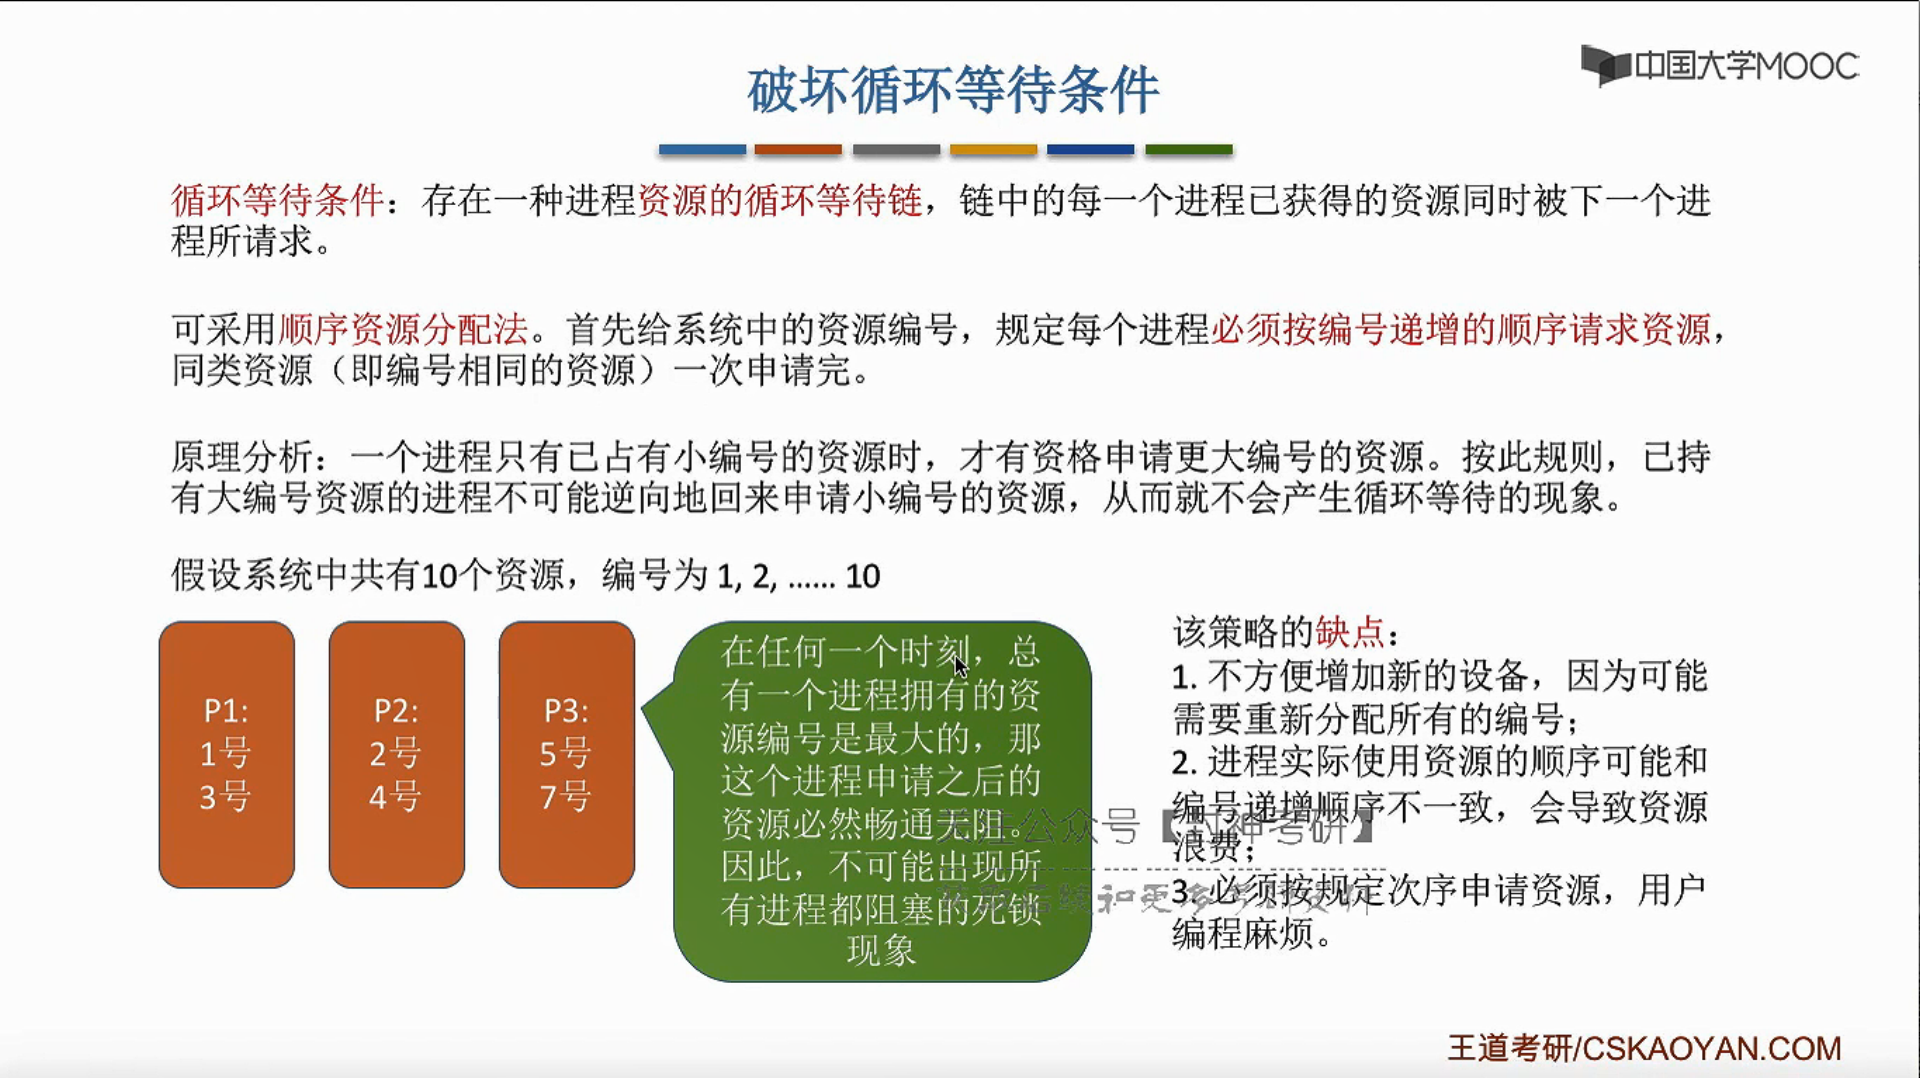 破坏循环等待条件
中国大学MOOC
循环等待条件：存在一种进程资源的循环等待链，链中的每一个进程已获得的资源同时被下一个进
程所请求。
可采用顺序资源分配法。首先给系统中的资源编号，规定每个进程必须按编号递增的顺序请求资源，
同类资源（即编号相同的资源）一次申请完。
原理分析：一个进程只有已占有小编号的资源时，才有资格申请更大编号的资源。按此规则，已持
有大编号资源的进程不可能逆向地回来申请小编号的资源，从而就不会产生循环等待的现象。
假设系统中共有10个资源，编号为 1, 2, …… 10
P1:
1号
3号
P2:
2号
4号
P3:
5号
7号
在任何一个时刻，总
有一个进程拥有的资
源编号是最大的，那
这个进程申请之后的
资源必然畅通无阻。
因此，不可能出现所
有进程都阻塞的死锁
现象
该策略的缺点：
1. 不方便增加新的设备，因为可能
需要重新分配所有的编号；
2. 进程实际使用资源的顺序可能和
编号递增顺序不一致，会导致资源
浪费；
3. 必须按规定次序申请资源，用户
编程麻烦。
关注公众号【封神考研】
王道考研/CSKAOYAN.COM